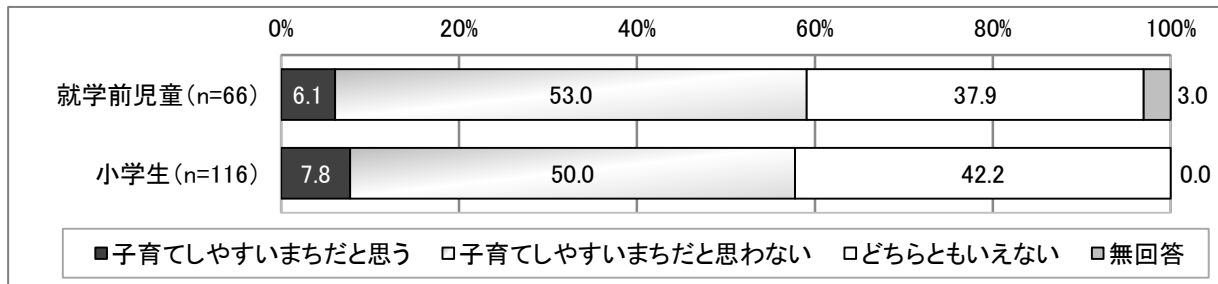 0% 20% 40% 60% 80% 100%
就学前児童(n=66) 6.1 53.0 37.9 3.0
小学生(n=116) 7.8 50.0 42.2 0.0
■子育てしやすいまちだと思う □子育てしやすいまちだと思わない □どちらともいえない ■無回答